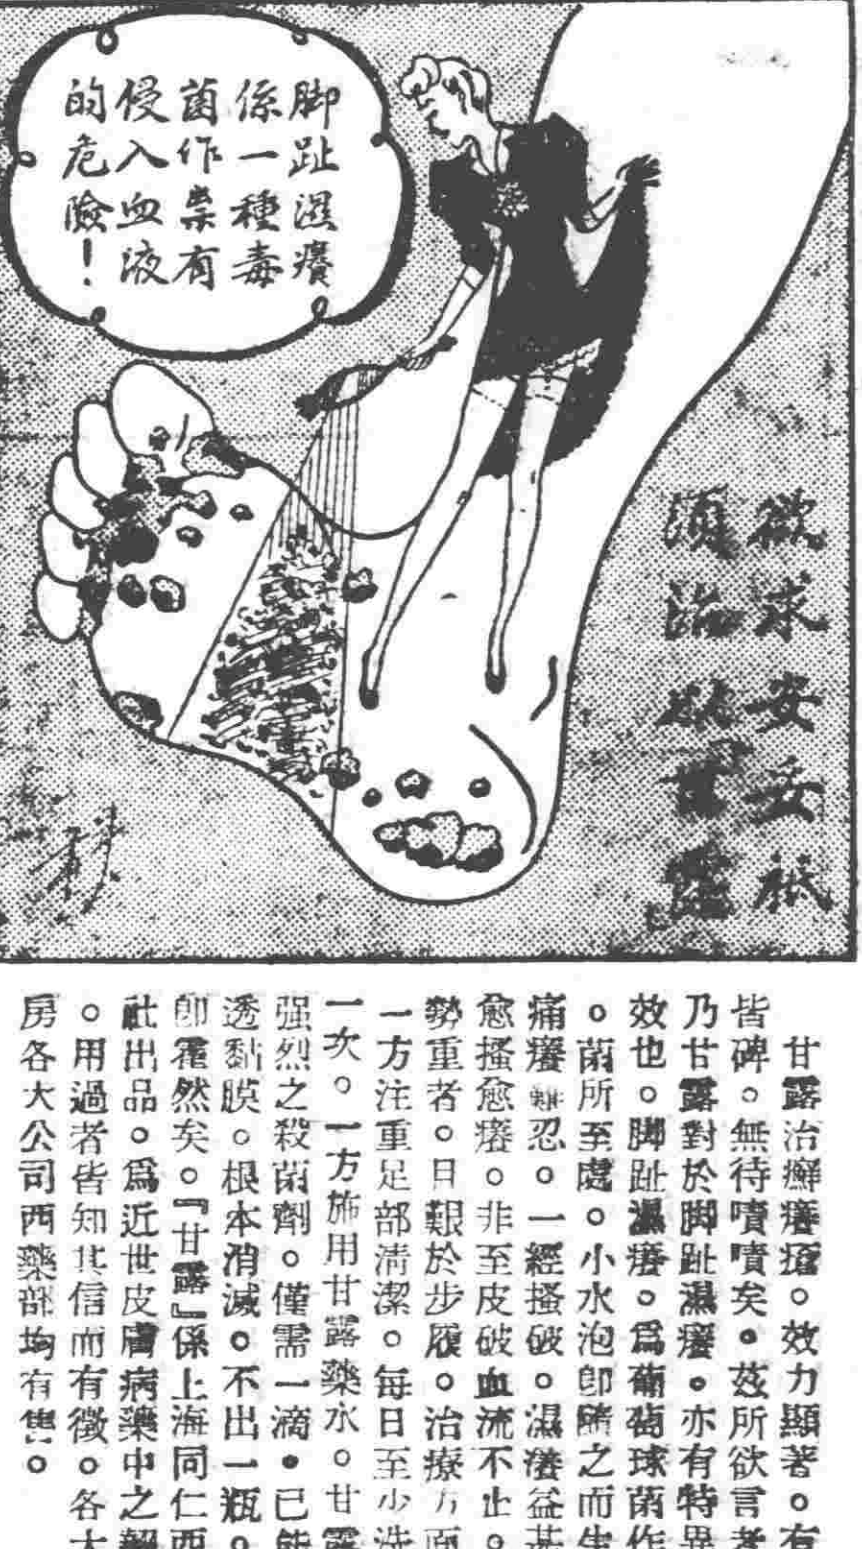 脚趾濕癢
係一種毒
菌作祟有
侵入血液
的危險！
欲求安妥祇
須治以甘露
甘露治癬癢瘡。效力顯著。有
皆碑。無待嘖嘖矣。茲所欲言者
乃甘露對於脚趾濕癢。亦有特異
效也。脚趾濕癢。爲葡萄球菌作
。菌所至處。小水泡卽隨之而生
痛癢難忍。一經搔破。濕癢益甚
愈搔愈癢。非至皮破血流不止。
勢重者。日艱於步履。治療方面
一方注重足部淸潔。每日至少洗
一次。一方施用甘露藥水。甘露
强烈之殺菌劑。僅需一滴。已能
透黏膜。根本消滅。不出一瓶。
卽霍然矣。『甘露』係上海同仁西
社出品。爲近世皮膚病藥中之
。用過者皆知其信而有徵。各大
房各大公司西藥部均有售。